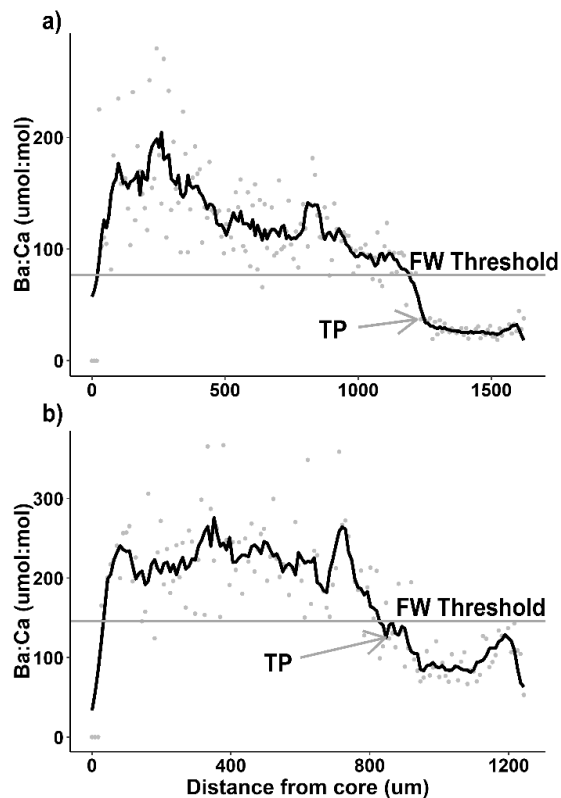 a)
Ba:Ca (umol:mol)
200
100
0
FW Threshold
TP
0
500
1000
1500
b)
Ba:Ca (umol:mol)
300
200
100
0
FW Threshold
TP
0
400
800
1200
Distance from core (um)